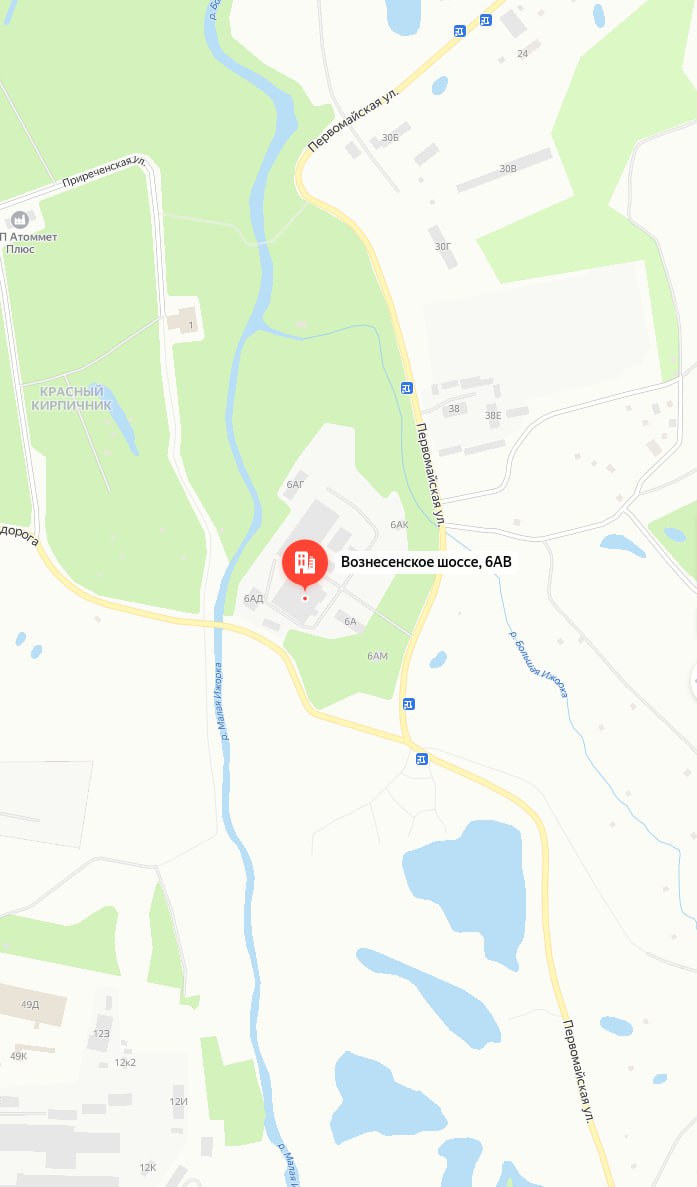 р. Бо
24
Первомайская ул.
30Б
30В
Приреченская ул.
П Атоммет
Плюс
30Г
1
КРАСНЫЙ
КИРПИЧНИК
38
38Е
Первомайская ул.
6АГ
6АК
дорога
Вознесенское шоссе, 6АВ
6АД
6А
6АМ
р. Большая Ижорка
р. Малая Ижорка
49Д
12З
49К
12к2
Первомайская ул.
12И
12К
р. Малая И